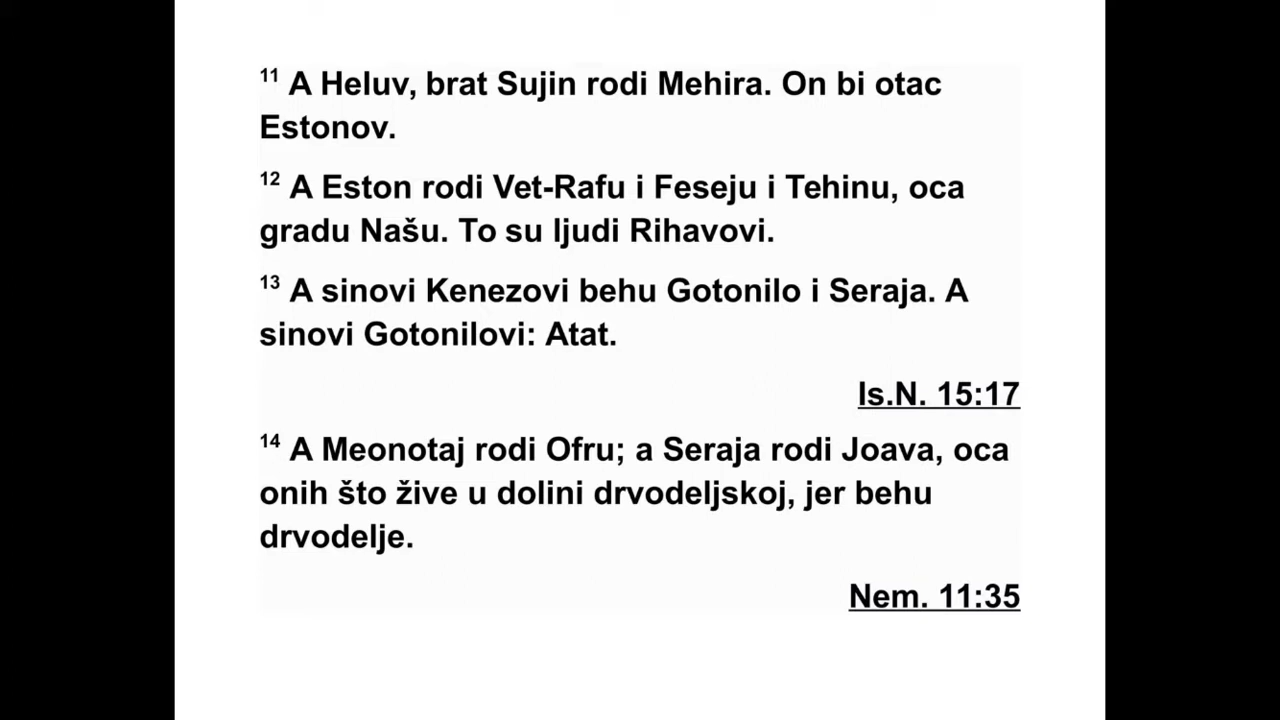 11 A Heluv, brat Sujin rodi Mehira. On bi otac
Estonov.
12 A Eston rodi Vet-Rafu i Feseju i Tehinu, oca
gradu Našu. To su ljudi Rihavovi.
13 A sinovi Kenezovi behu Gotonilo i Seraja. A
sinovi Gotonilovi: Atat.
Is.N. 15:17
14 A Meonotaj rodi Ofru; a Seraja rodi Joava, oca
onih što žive u dolini drvodeljskoj, jer behu
drvodelje.
Nem. 11:35